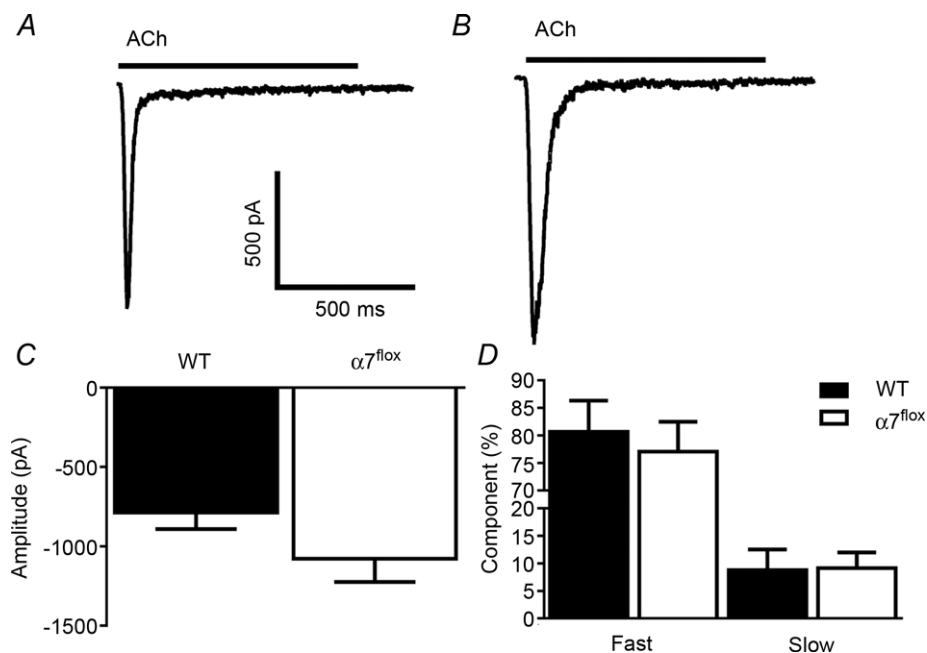 A
ACh
500 pA
500 ms
B
ACh
C
WT
α7flox
Amplitude (pA)
0
-500
-1000
-1500
D
WT
α7flox
Component (%)
90
85
80
75
70
20
15
10
5
0
Fast
Slow